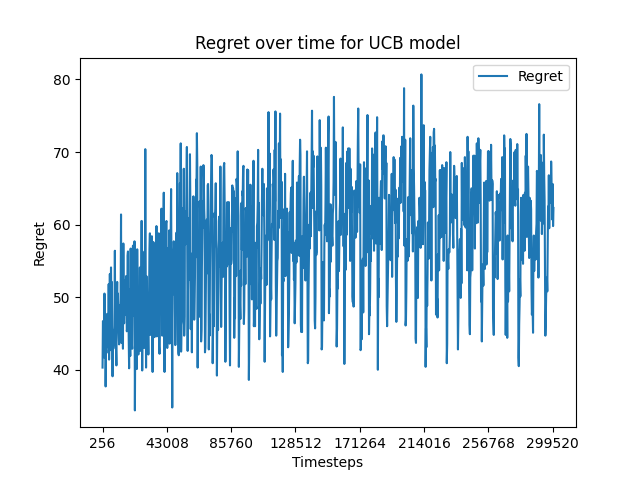 Regret over time for UCB model
Regret
80
70
60
50
40
Regret
256 43008 85760 128512 171264 214016 256768 299520
Timesteps